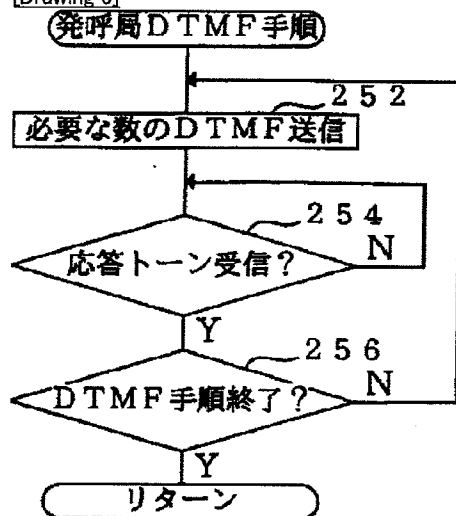 [Drawing 6]
発呼局DTMF手順
252
必要な数のDTMF送信
254
応答トーン受信?
N
Y
256
DTMF手順終了?
N
Y
リターン